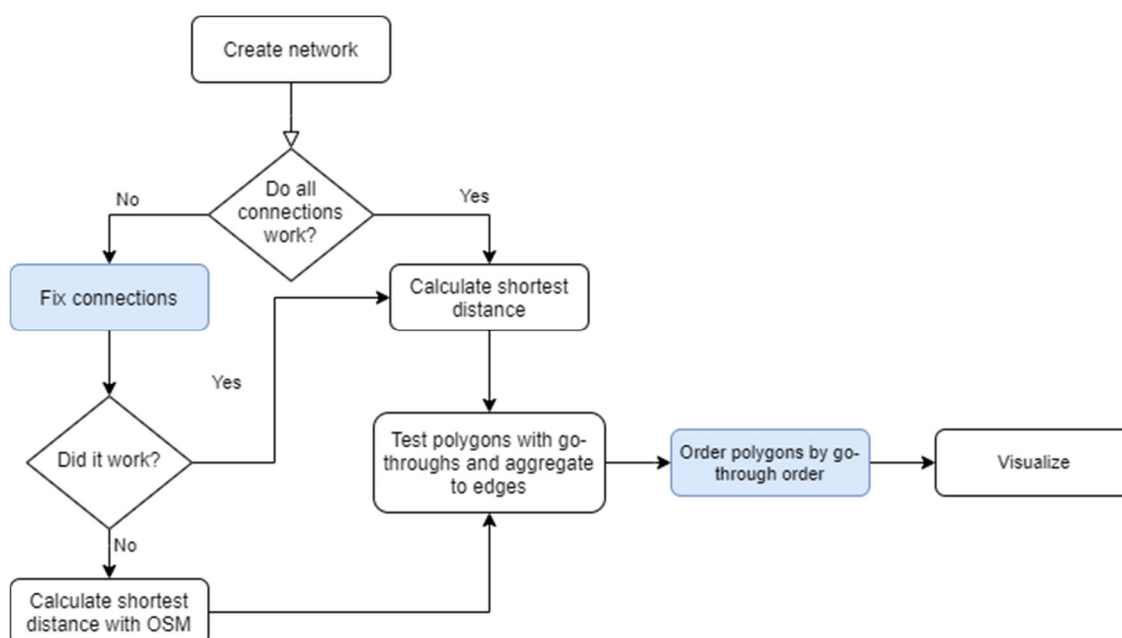 Create network
Do all
connections
work?
No
Yes
Fix connections
Calculate shortest
distance
Yes
Did it work?
Test polygons with go-
throughs and aggregate
to edges
Order polygons by go-
through order
Visualize
No
Calculate shortest
distance with OSM